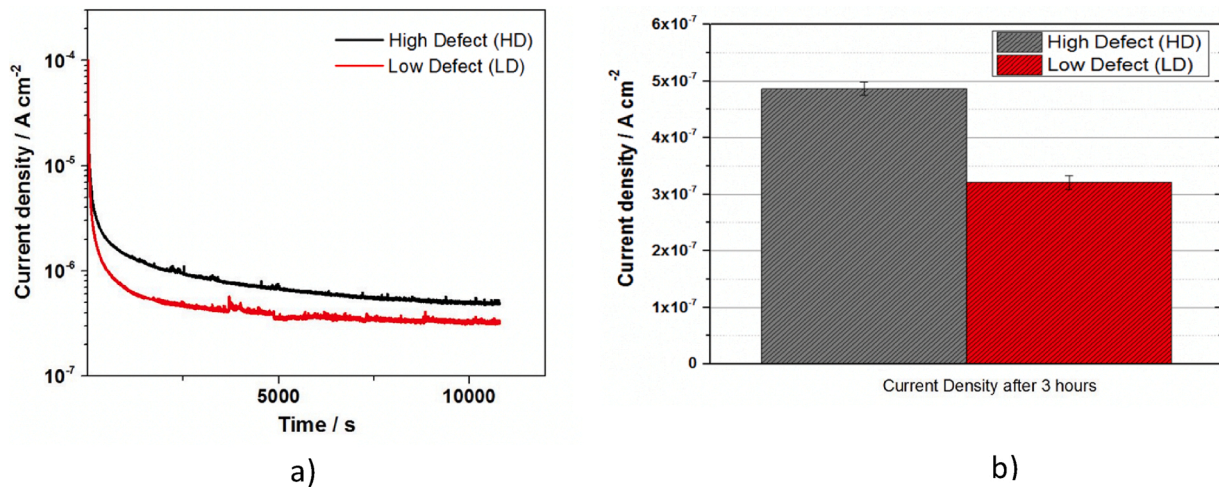 High Defect (HD)
Low Defect (LD)
10⁻⁴
10⁻⁵
10⁻⁶
10⁻⁷
Current density / A cm⁻²
5000
10000
Time / s
a)
6x10⁻⁷
5x10⁻⁷
4x10⁻⁷
3x10⁻⁷
2x10⁻⁷
1x10⁻⁷
0
Current density / A cm⁻²
High Defect (HD)
Low Defect (LD)
Current Density after 3 hours
b)